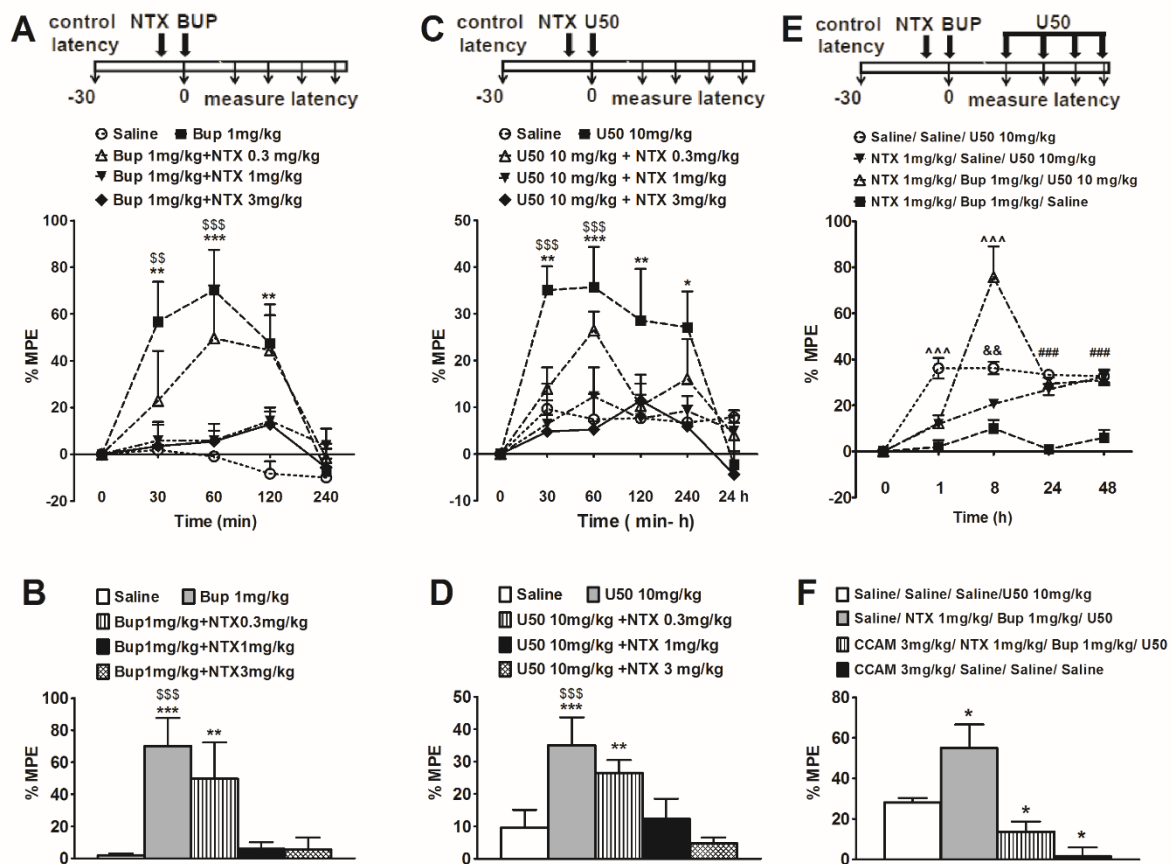 A
control NTX BUP
latency
-30 0 measure latency
Saline Bup 1mg/kg
Bup 1mg/kg+NTX 0.3 mg/kg
Bup 1mg/kg+NTX 1mg/kg
Bup 1mg/kg+NTX 3mg/kg
100
80
60
40
20
0
-20
% MPE
$$
**
$$$
***
**
0 30 60 120 240
Time (min)
C
control NTX U50
latency
-30 0 measure latency
Saline U50 10mg/kg
U50 10 mg/kg + NTX 0.3mg/kg
U50 10 mg/kg + NTX 1mg/kg
U50 10 mg/kg + NTX 3mg/kg
50
40
30
20
10
0
-10
% MPE
$$$
**
$$$
***
**
*
0 30 60 120 240 24 h
Time ( min- h)
E
control NTX BUP U50
latency
-30 0 measure latency
Saline/ Saline/ U50 10mg/kg
NTX 1mg/kg/ Saline/U50 10mg/kg
NTX 1mg/kg/ Bup 1mg/kg/ U50 10 mg/kg
NTX 1mg/kg/ Bup 1mg/kg/ Saline
100
80
60
40
20
0
-20
% MPE
^^^
^^^
&&
###
###
0 1 8 24 48
Time (h)
B
Saline Bup 1mg/kg
Bup1mg/kg+NTX0.3mg/kg
Bup1mg/kg+NTX1mg/kg
Bup1mg/kg+NTX3mg/kg
100
80
60
40
20
0
% MPE
$$$
***
**
D
Saline U50 10mg/kg
U50 10mg/kg +NTX 0.3mg/kg
U50 10mg/kg +NTX 1mg/kg
U50 10mg/kg +NTX 3 mg/kg
50
40
30
20
10
0
% MPE
$$$
***
**
F
Saline/ Saline/ Saline/U50 10mg/kg
Saline/ NTX 1mg/kg/ Bup 1mg/kg/ U50
CCAM 3mg/kg/ NTX 1mg/kg/ Bup 1mg/kg/ U50
CCAM 3mg/kg/ Saline/ Saline/ Saline
80
60
40
20
0
% MPE
*
*
*